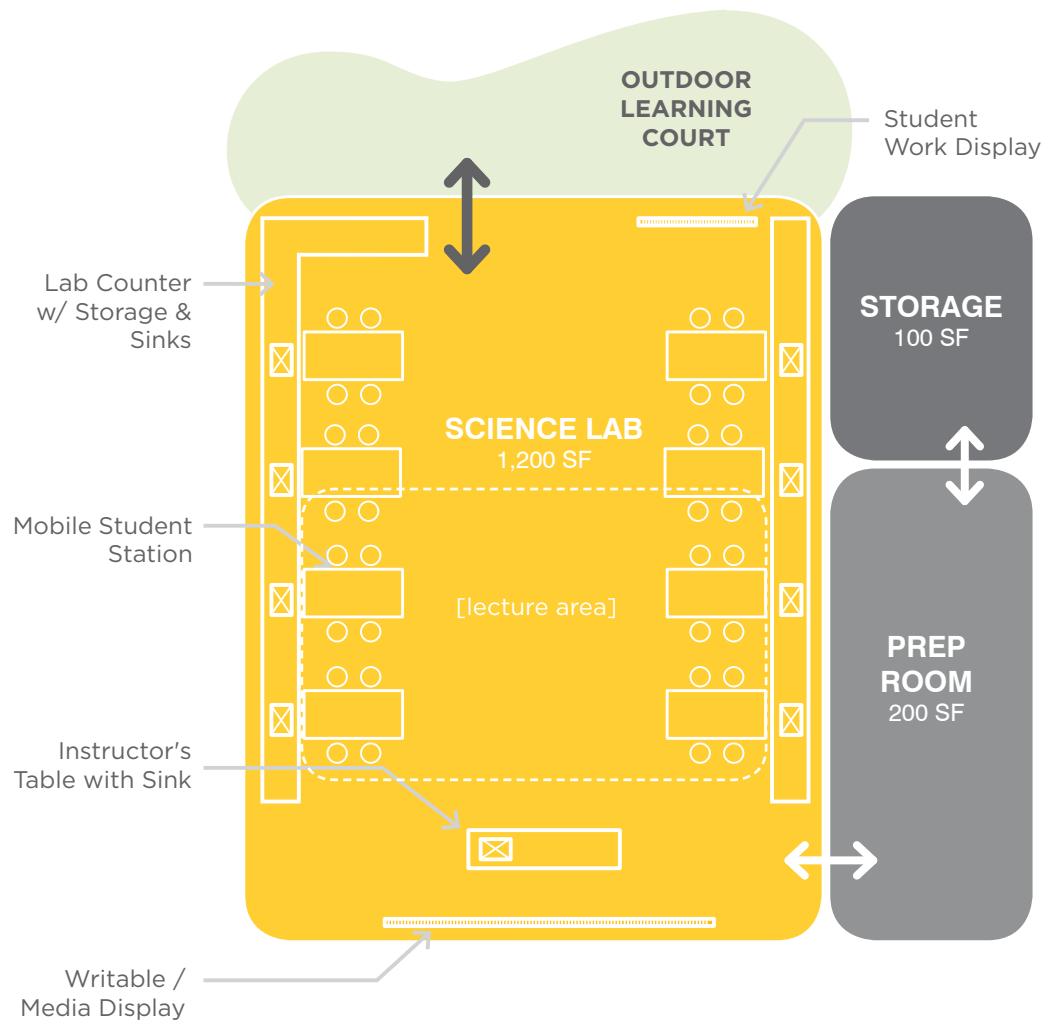 OUTDOOR
LEARNING
COURT
Student
Work Display
Lab Counter
w/ Storage &
Sinks
STORAGE
100 SF
SCIENCE LAB
1,200 SF
Mobile Student
Station
[lecture area]
PREP
ROOM
200 SF
Instructor's
Table with Sink
Writable /
Media Display